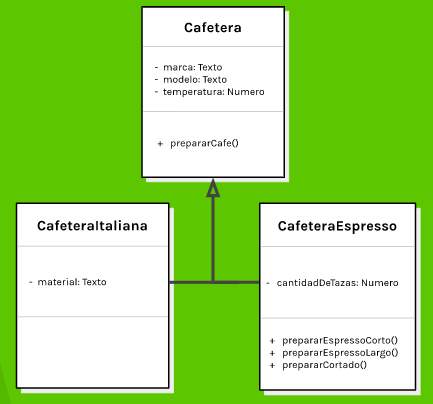 Cafetera
- marca: Texto
- modelo: Texto
- temperatura: Numero
+ prepararCafe()
CafeteraItaliana
- material: Texto
CafeteraEspresso
- cantidadDeTazas: Numero
+ prepararEspressoCorto()
+ prepararEspressoLargo()
+ prepararCortado()